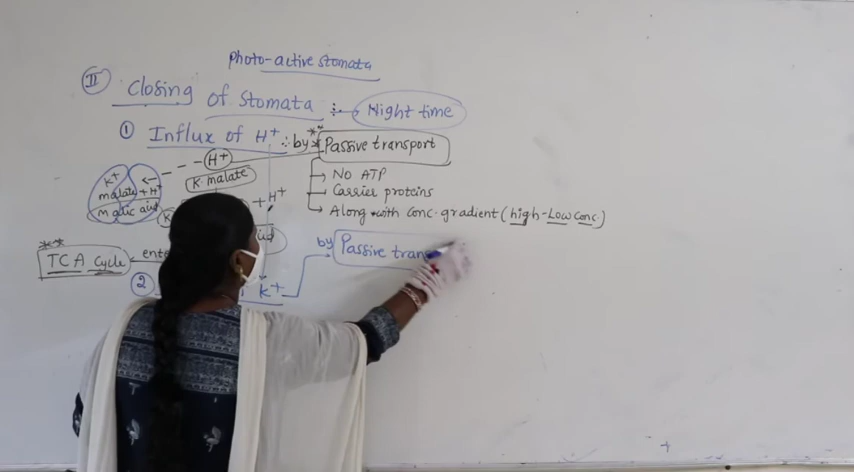 Photo-active stomata
II Closing of stomata :- Night time
1 Influx of H+ ∴ by ** Passive transport
H+
K-malate
K+
malate + H+
malic acid
K
+ H+
NO ATP
Carrier proteins
Along with conc. gradient (high-Low conc)
**
TCA Cycle
2 K+ by Passive tran